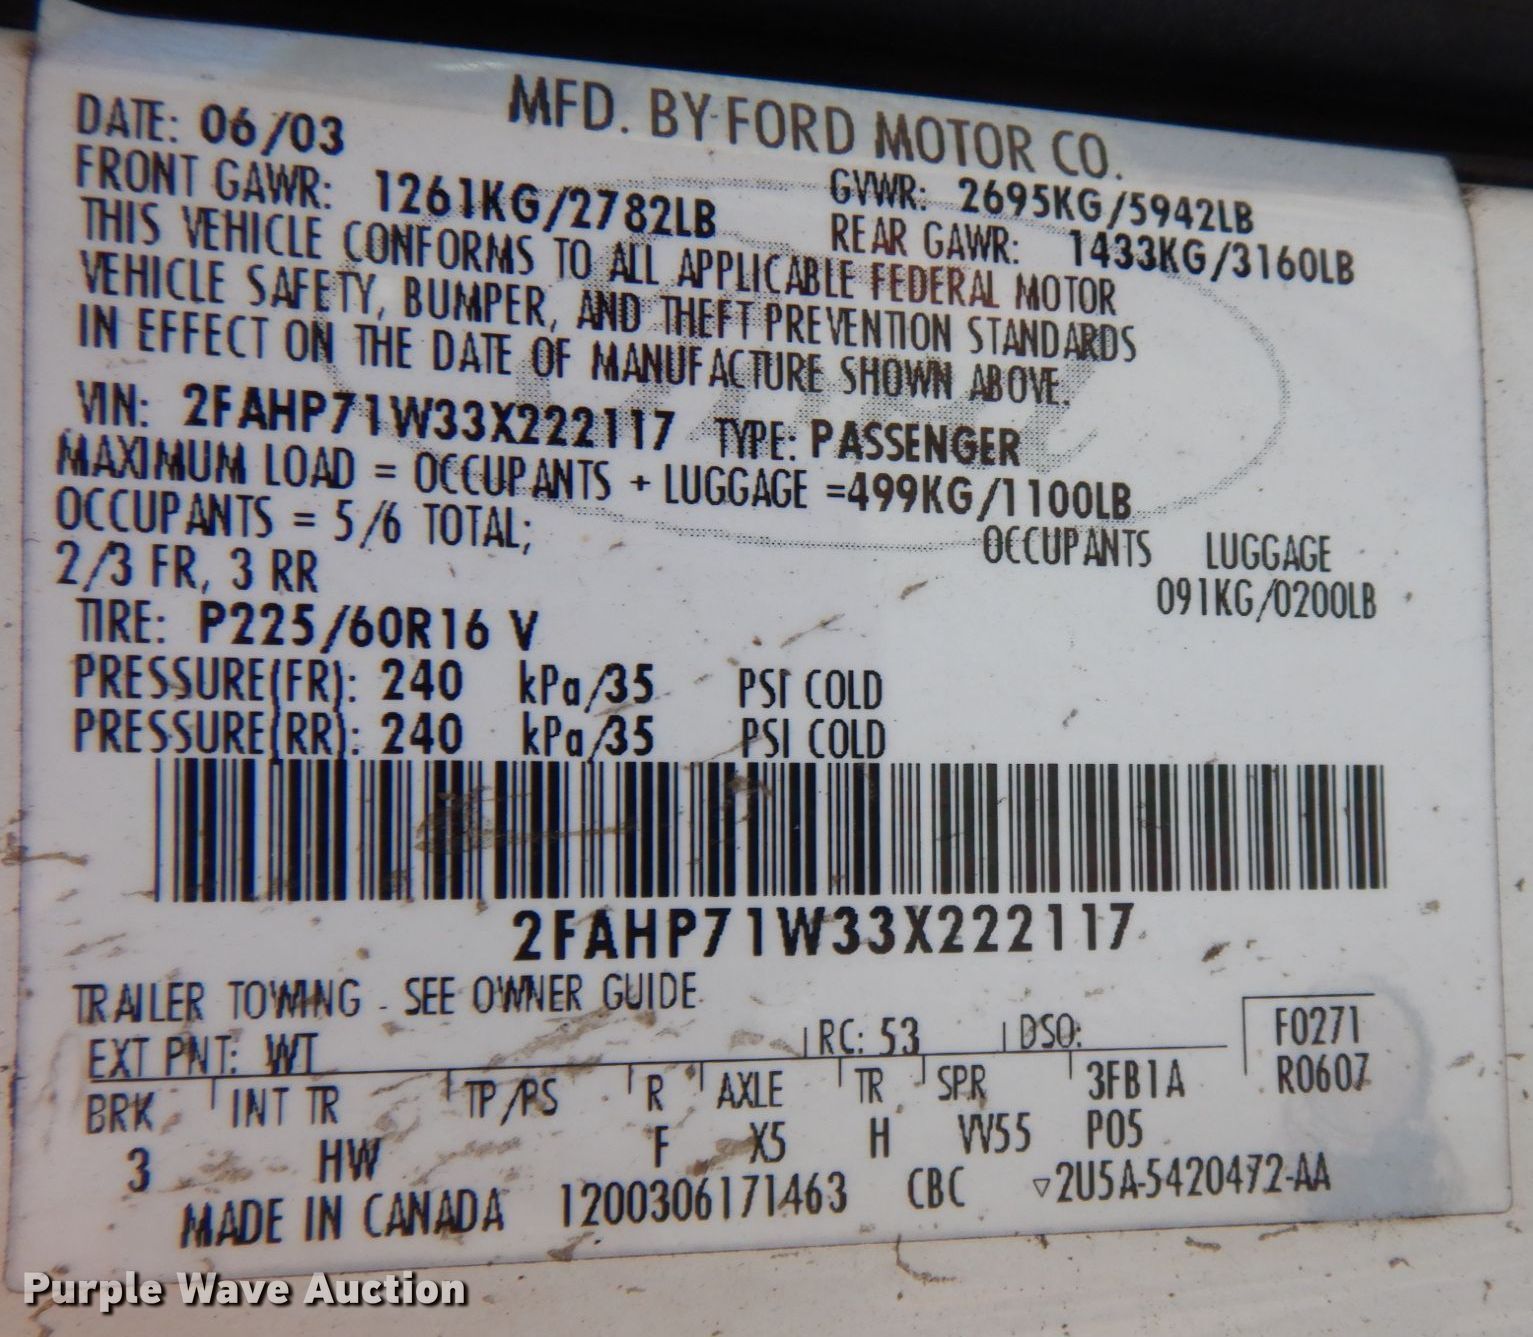 MFD. BY FORD MOTOR CO.
DATE: 06/03
GVWR: 2695KG/5942LB
FRONT GAWR: 1261KG/2782LB
REAR GAWR: 1433KG/3160LB
THIS VEHICLE CONFORMS TO ALL APPLICABLE FEDERAL MOTOR
VEHICLE SAFETY, BUMPER, AND THEFT PREVENTION STANDARDS
IN EFFECT ON THE DATE OF MANUFACTURE SHOWN ABOVE.
VIN: 2FAHP71W33X222117 TYPE: PASSENGER
MAXIMUM LOAD = OCCUPANTS + LUGGAGE =499KG/1100LB
OCCUPANTS = 5/6 TOTAL; OCCUPANTS LUGGAGE
2/3 FR, 3 RR 091KG/0200LB
TIRE: P225/60R16 V
PRESSURE(FR): 240 kPa/35 PSI COLD
PRESSURE(RR): 240 kPa/35 PSI COLD
2FAHP71W33X222117
TRAILER TOWING - SEE OWNER GUIDE
EXT PNT: WT RC: 53 DSO: F0271
BRK INT TR TP/PS R AXLE TR SPR 3FB1A R0607
3 HW F X5 H VV55 P05
MADE IN CANADA 1200306171463 CBC ▽2U5A-5420472-AA
Purple Wave Auction